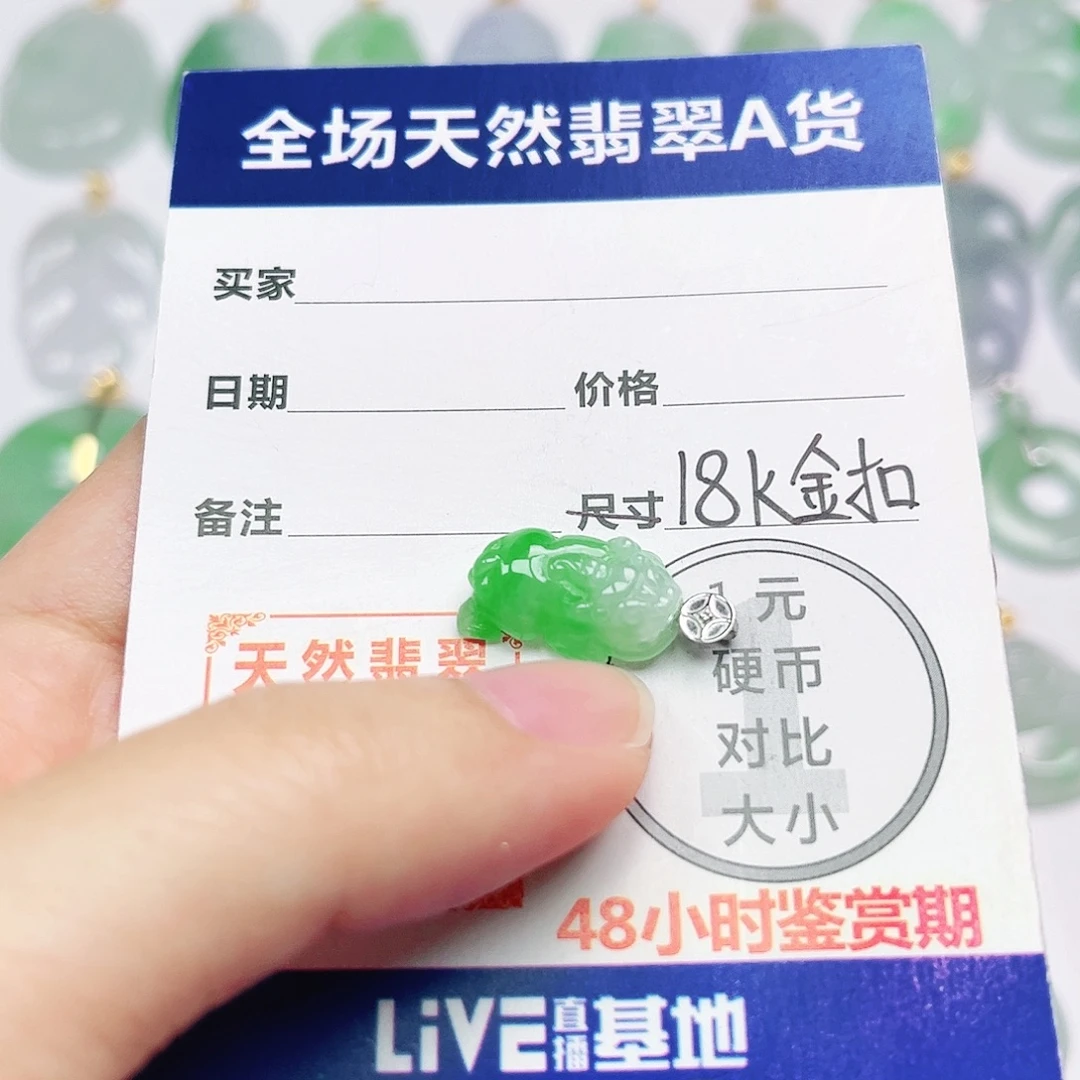 全场天然翡翠A货
买家
日期 价格
备注 尺寸 18k金扣
天然翡翠
1元
硬币
对比
大小
48小时鉴赏期
LiVE直播基地